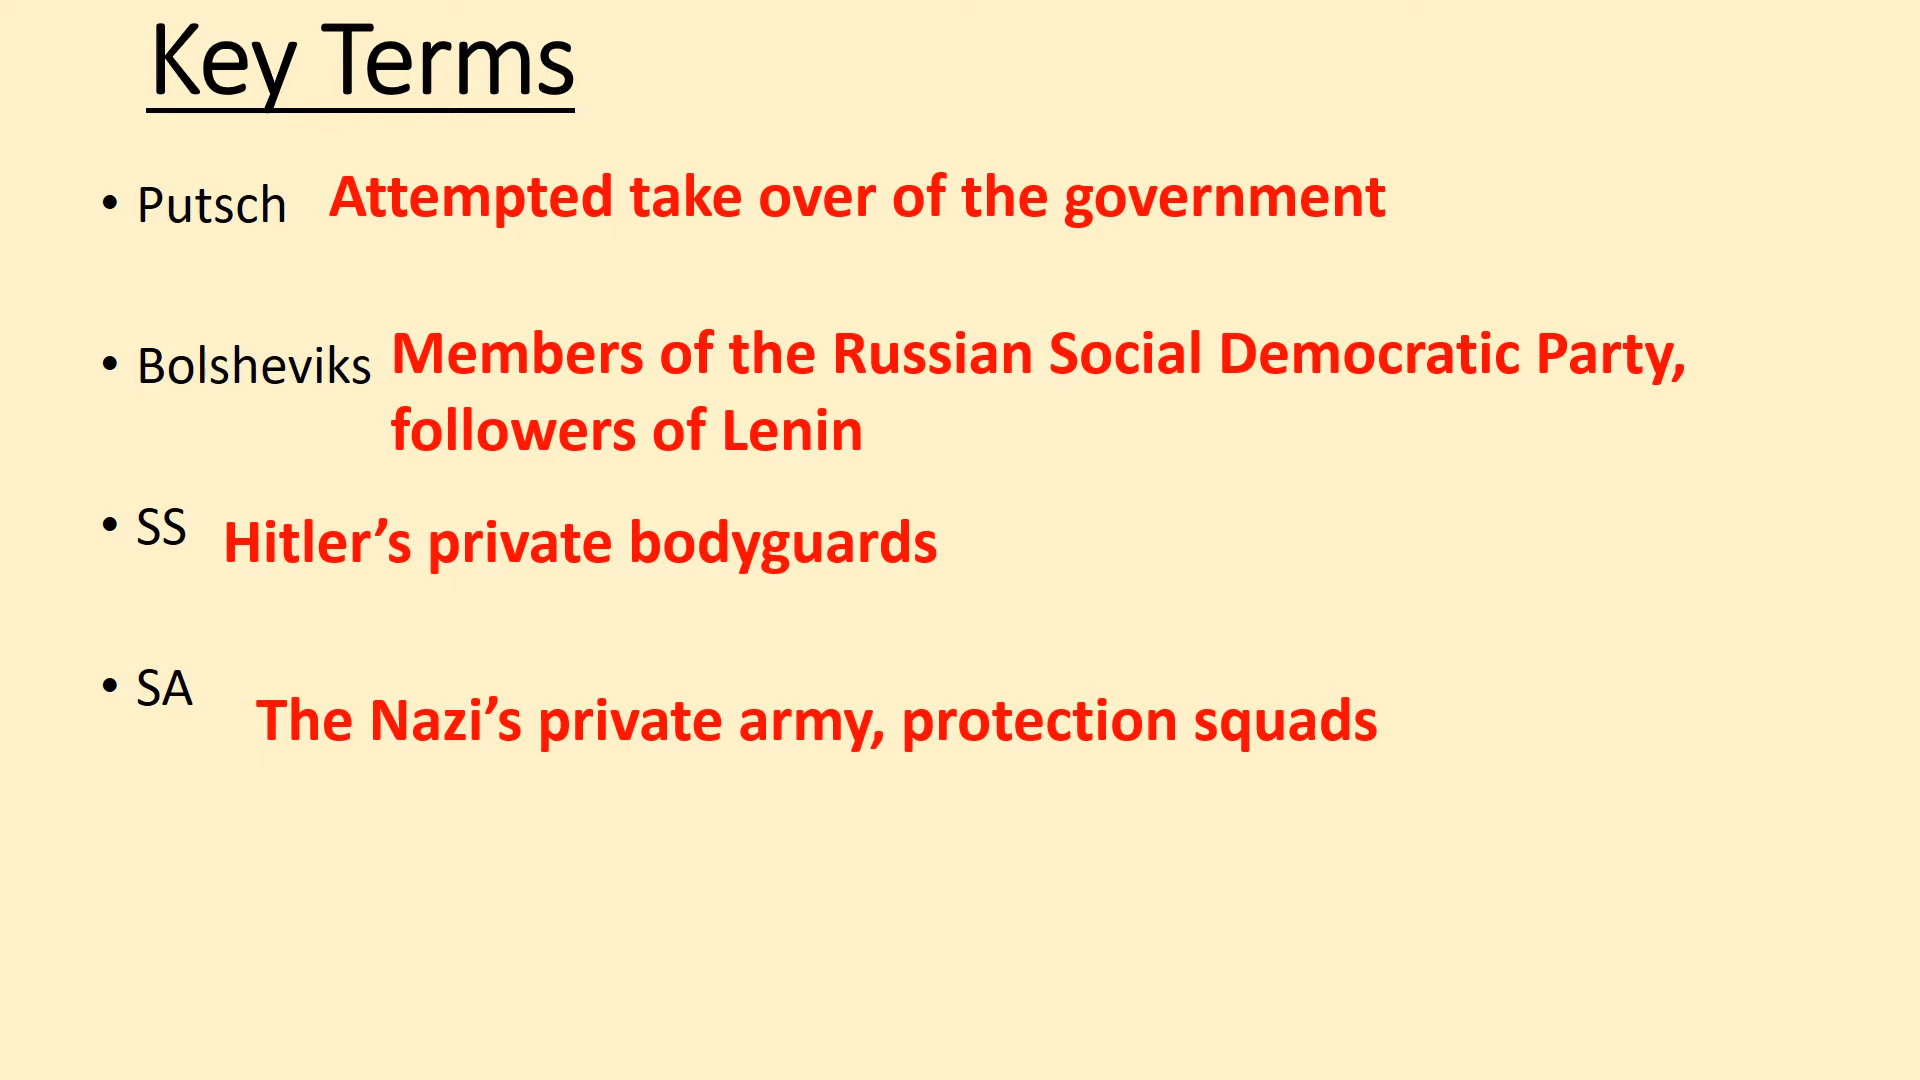 Key Terms
• Putsch Attempted take over of the government
• Bolsheviks Members of the Russian Social Democratic Party,
followers of Lenin
• SS Hitler’s private bodyguards
• SA The Nazi’s private army, protection squads